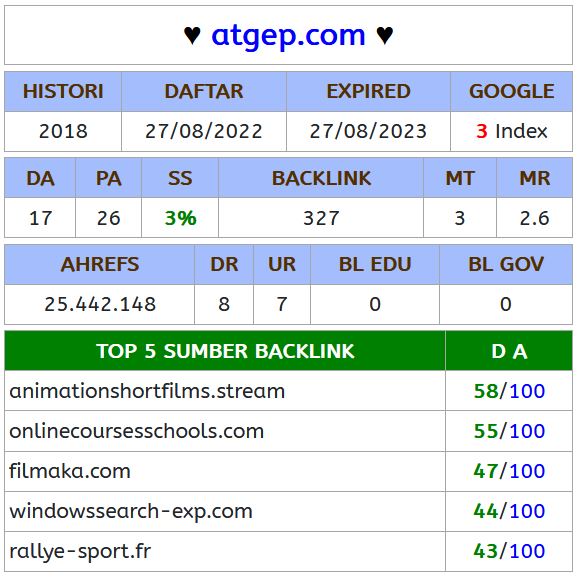 ♥ atgep.com ♥
HISTORI DAFTAR EXPIRED GOOGLE
2018 27/08/2022 27/08/2023 3 Index
DA PA SS BACKLINK MT MR
17 26 3% 327 3 2.6
AHREFS DR UR BL EDU BL GOV
25.442.148 8 7 0 0
TOP 5 SUMBER BACKLINK D A
animationshortfilms.stream 58/100
onlinecoursesschools.com 55/100
filmaka.com 47/100
windowssearch-exp.com 44/100
rallye-sport.fr 43/100